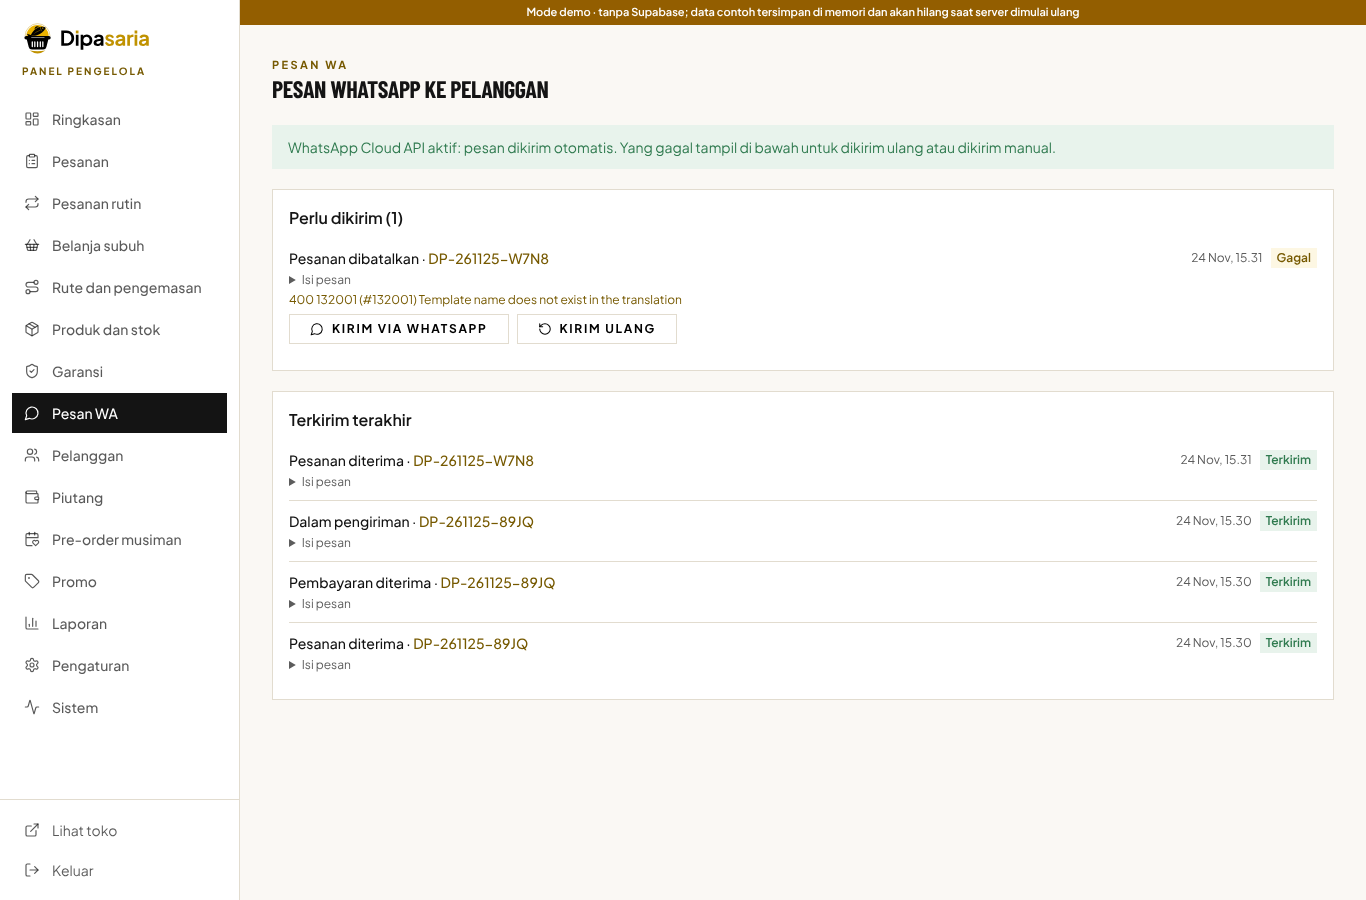 Mode demo · tanpa Supabase; data contoh tersimpan di memori dan akan hilang saat server dimulai ulang
Dipasaria
PANEL PENGELOLA
Ringkasan
Pesanan
Pesanan rutin
Belanja subuh
Rute dan pengemasan
Produk dan stok
Garansi
Pesan WA
Pelanggan
Piutang
Pre-order musiman
Promo
Laporan
Pengaturan
Sistem
Lihat toko
Keluar
PESAN WA
PESAN WHATSAPP KE PELANGGAN
WhatsApp Cloud API aktif: pesan dikirim otomatis. Yang gagal tampil di bawah untuk dikirim ulang atau dikirim manual.
Perlu dikirim (1)
Pesanan dibatalkan · DP-261125-W7N8 24 Nov, 15.31 Gagal
Isi pesan
400 132001 (#132001) Template name does not exist in the translation
KIRIM VIA WHATSAPP KIRIM ULANG
Terkirim terakhir
Pesanan diterima · DP-261125-W7N8 24 Nov, 15.31 Terkirim
Isi pesan
Dalam pengiriman · DP-261125-89JQ 24 Nov, 15.30 Terkirim
Isi pesan
Pembayaran diterima · DP-261125-89JQ 24 Nov, 15.30 Terkirim
Isi pesan
Pesanan diterima · DP-261125-89JQ 24 Nov, 15.30 Terkirim
Isi pesan